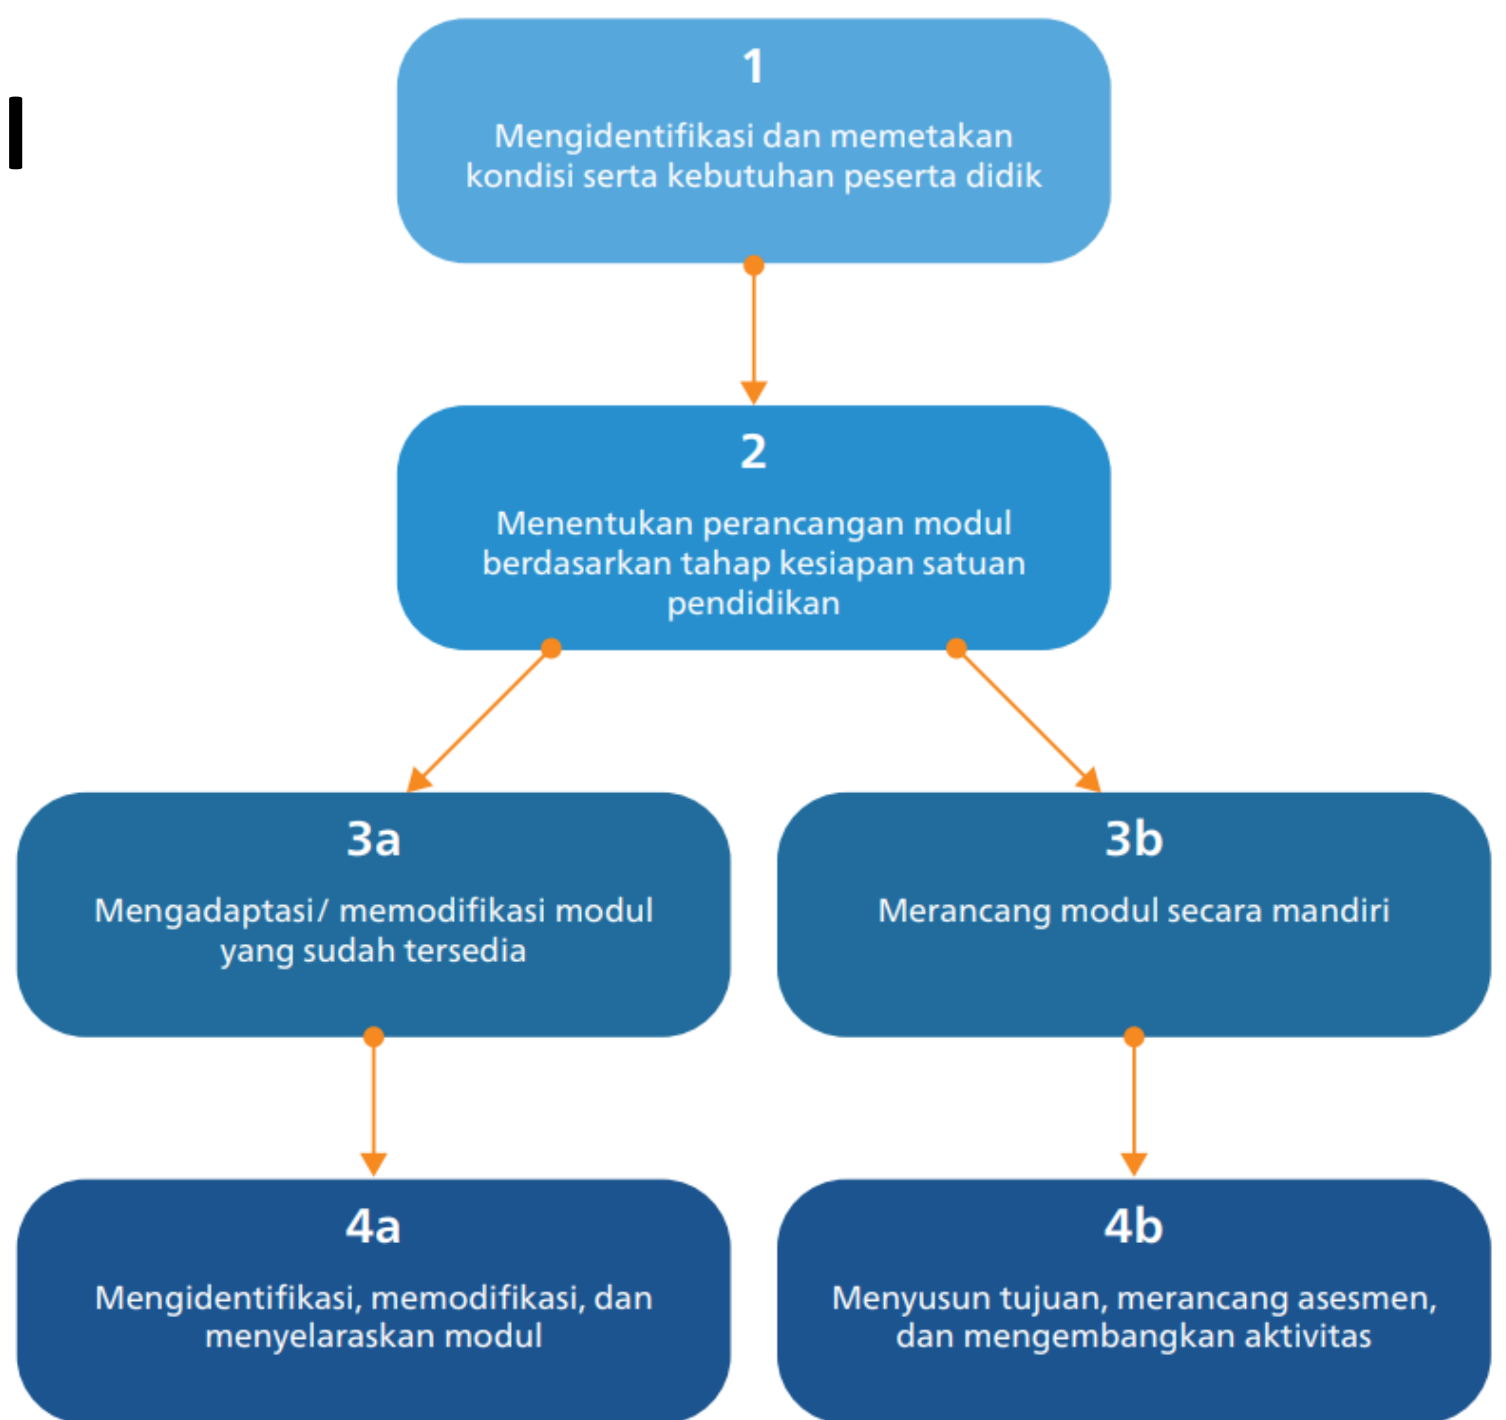 1
Mengidentifikasi dan memetakan
kondisi serta kebutuhan peserta didik
2
Menentukan perancangan modul
berdasarkan tahap kesiapan satuan
pendidikan
3a
Mengadaptasi/ memodifikasi modul
yang sudah tersedia
3b
Merancang modul secara mandiri
4a
Mengidentifikasi, memodifikasi, dan
menyelaraskan modul
4b
Menyusun tujuan, merancang asesmen,
dan mengembangkan aktivitas